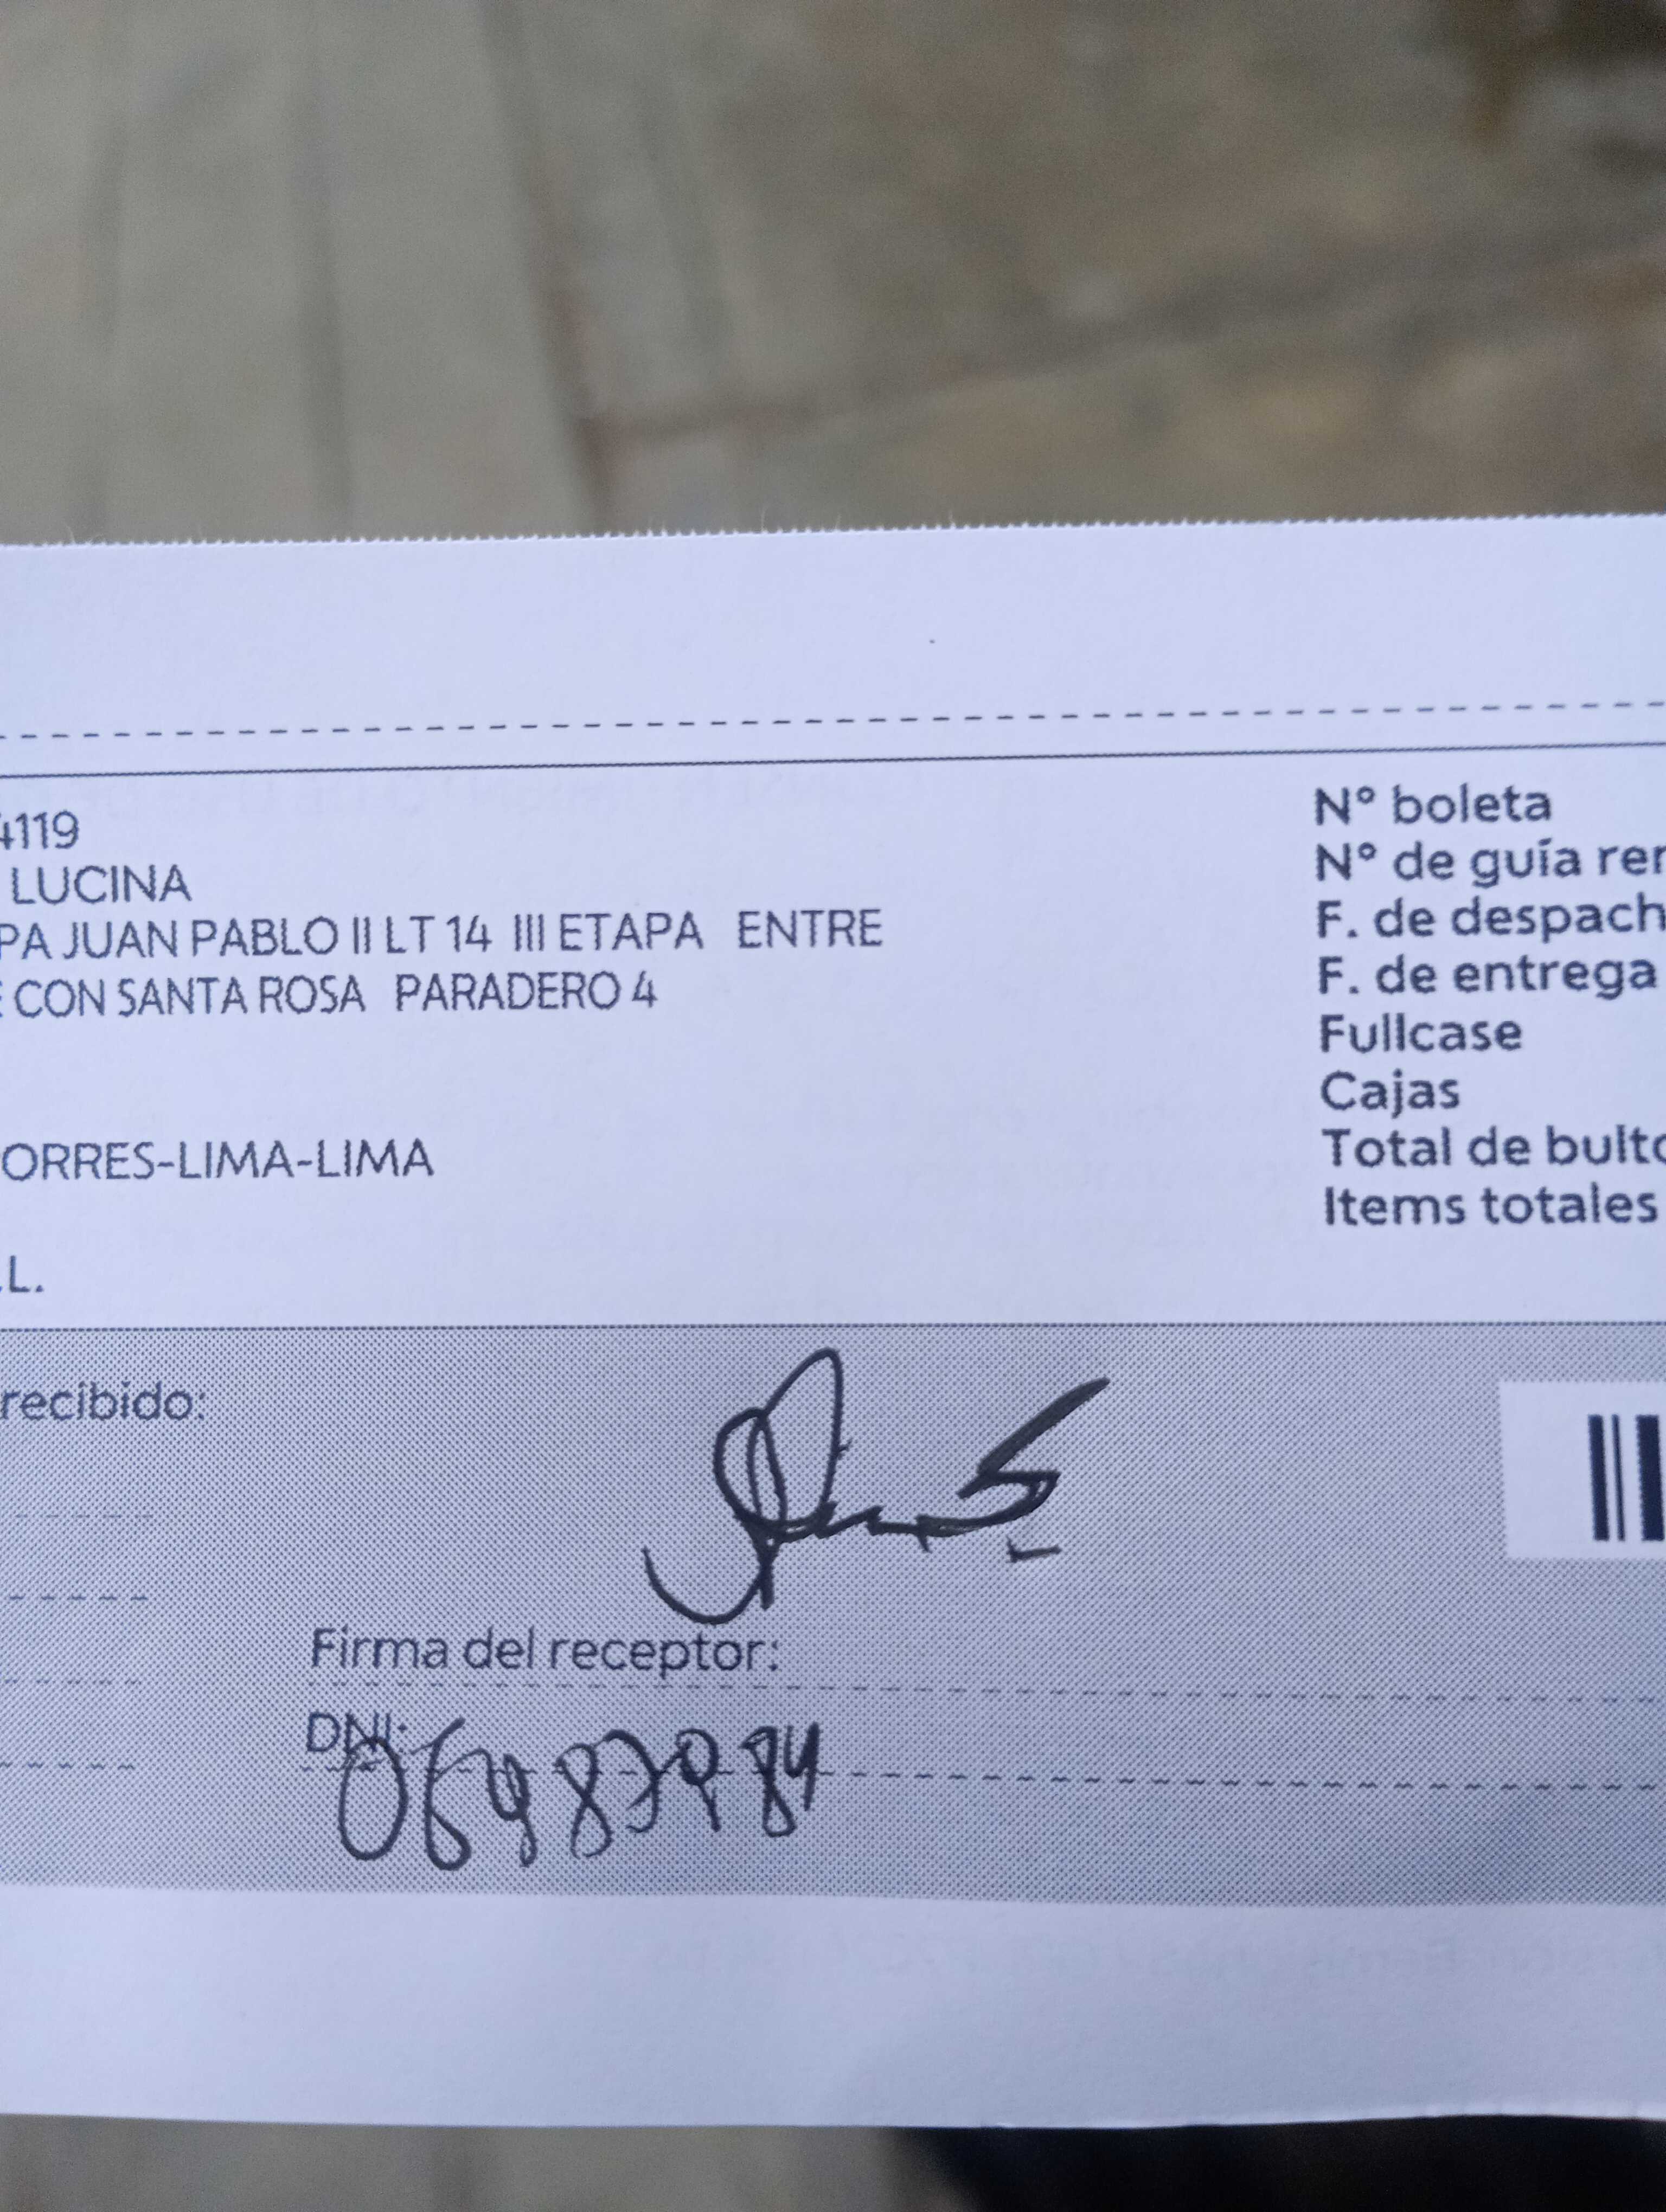 4119
LUCINA
PA JUAN PABLO II LT 14 III ETAPA ENTRE
E CON SANTA ROSA PARADERO 4
ORRES-LIMA-LIMA
.L.
N° boleta
N° de guía rem
F. de despach
F. de entrega
Fullcase
Cajas
Total de bulto
Items totales
recibido:
Firma del receptor:
DNI: 06487984